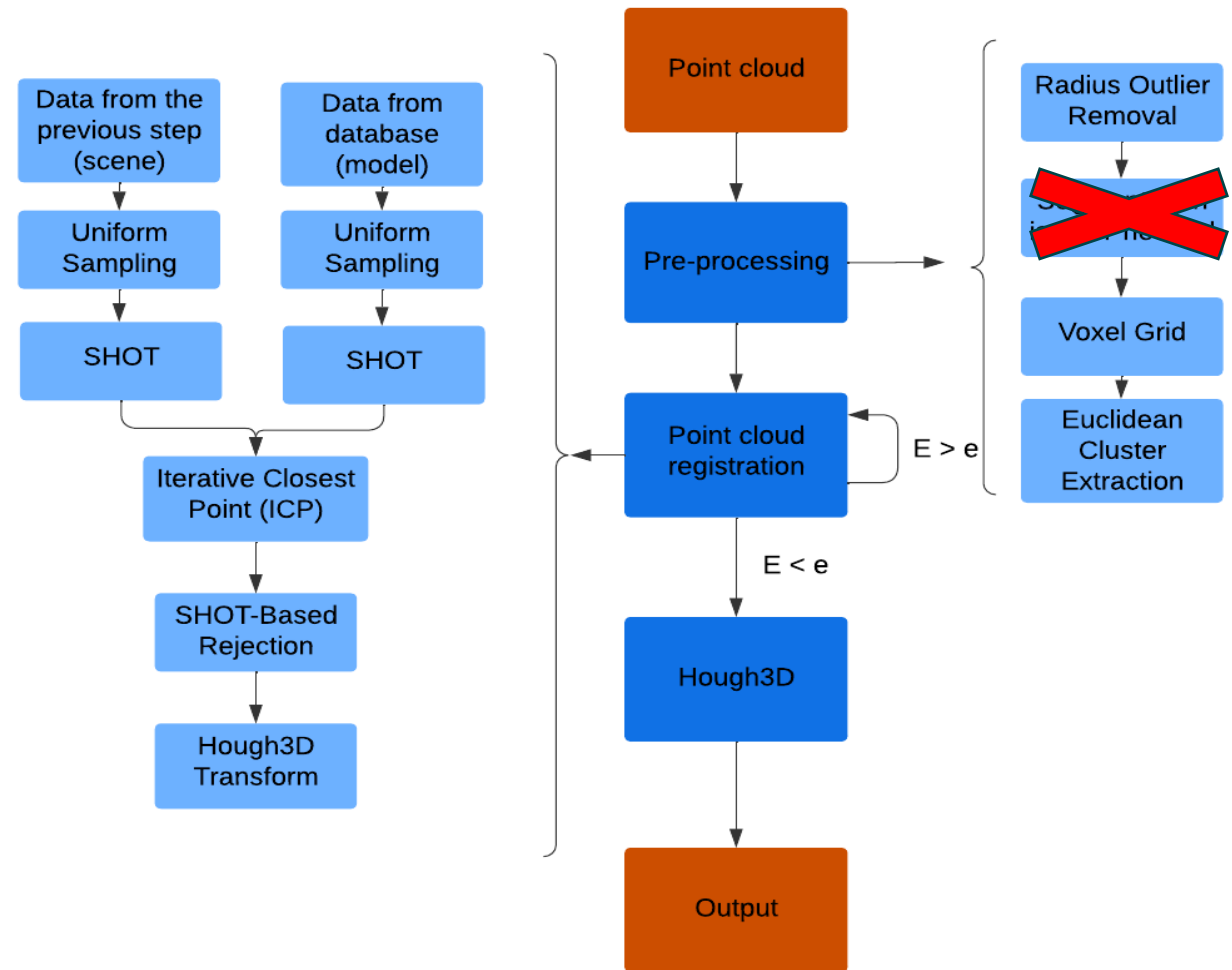 Point cloud
Pre-processing
Point cloud
registration
E > e
E < e
Hough3D
Output
Data from the
previous step
(scene)
Uniform
Sampling
SHOT
Data from
database
(model)
Uniform
Sampling
SHOT
Iterative Closest
Point (ICP)
SHOT-Based
Rejection
Hough3D
Transform
Radius Outlier
Removal
Voxel Grid
Euclidean
Cluster
Extraction